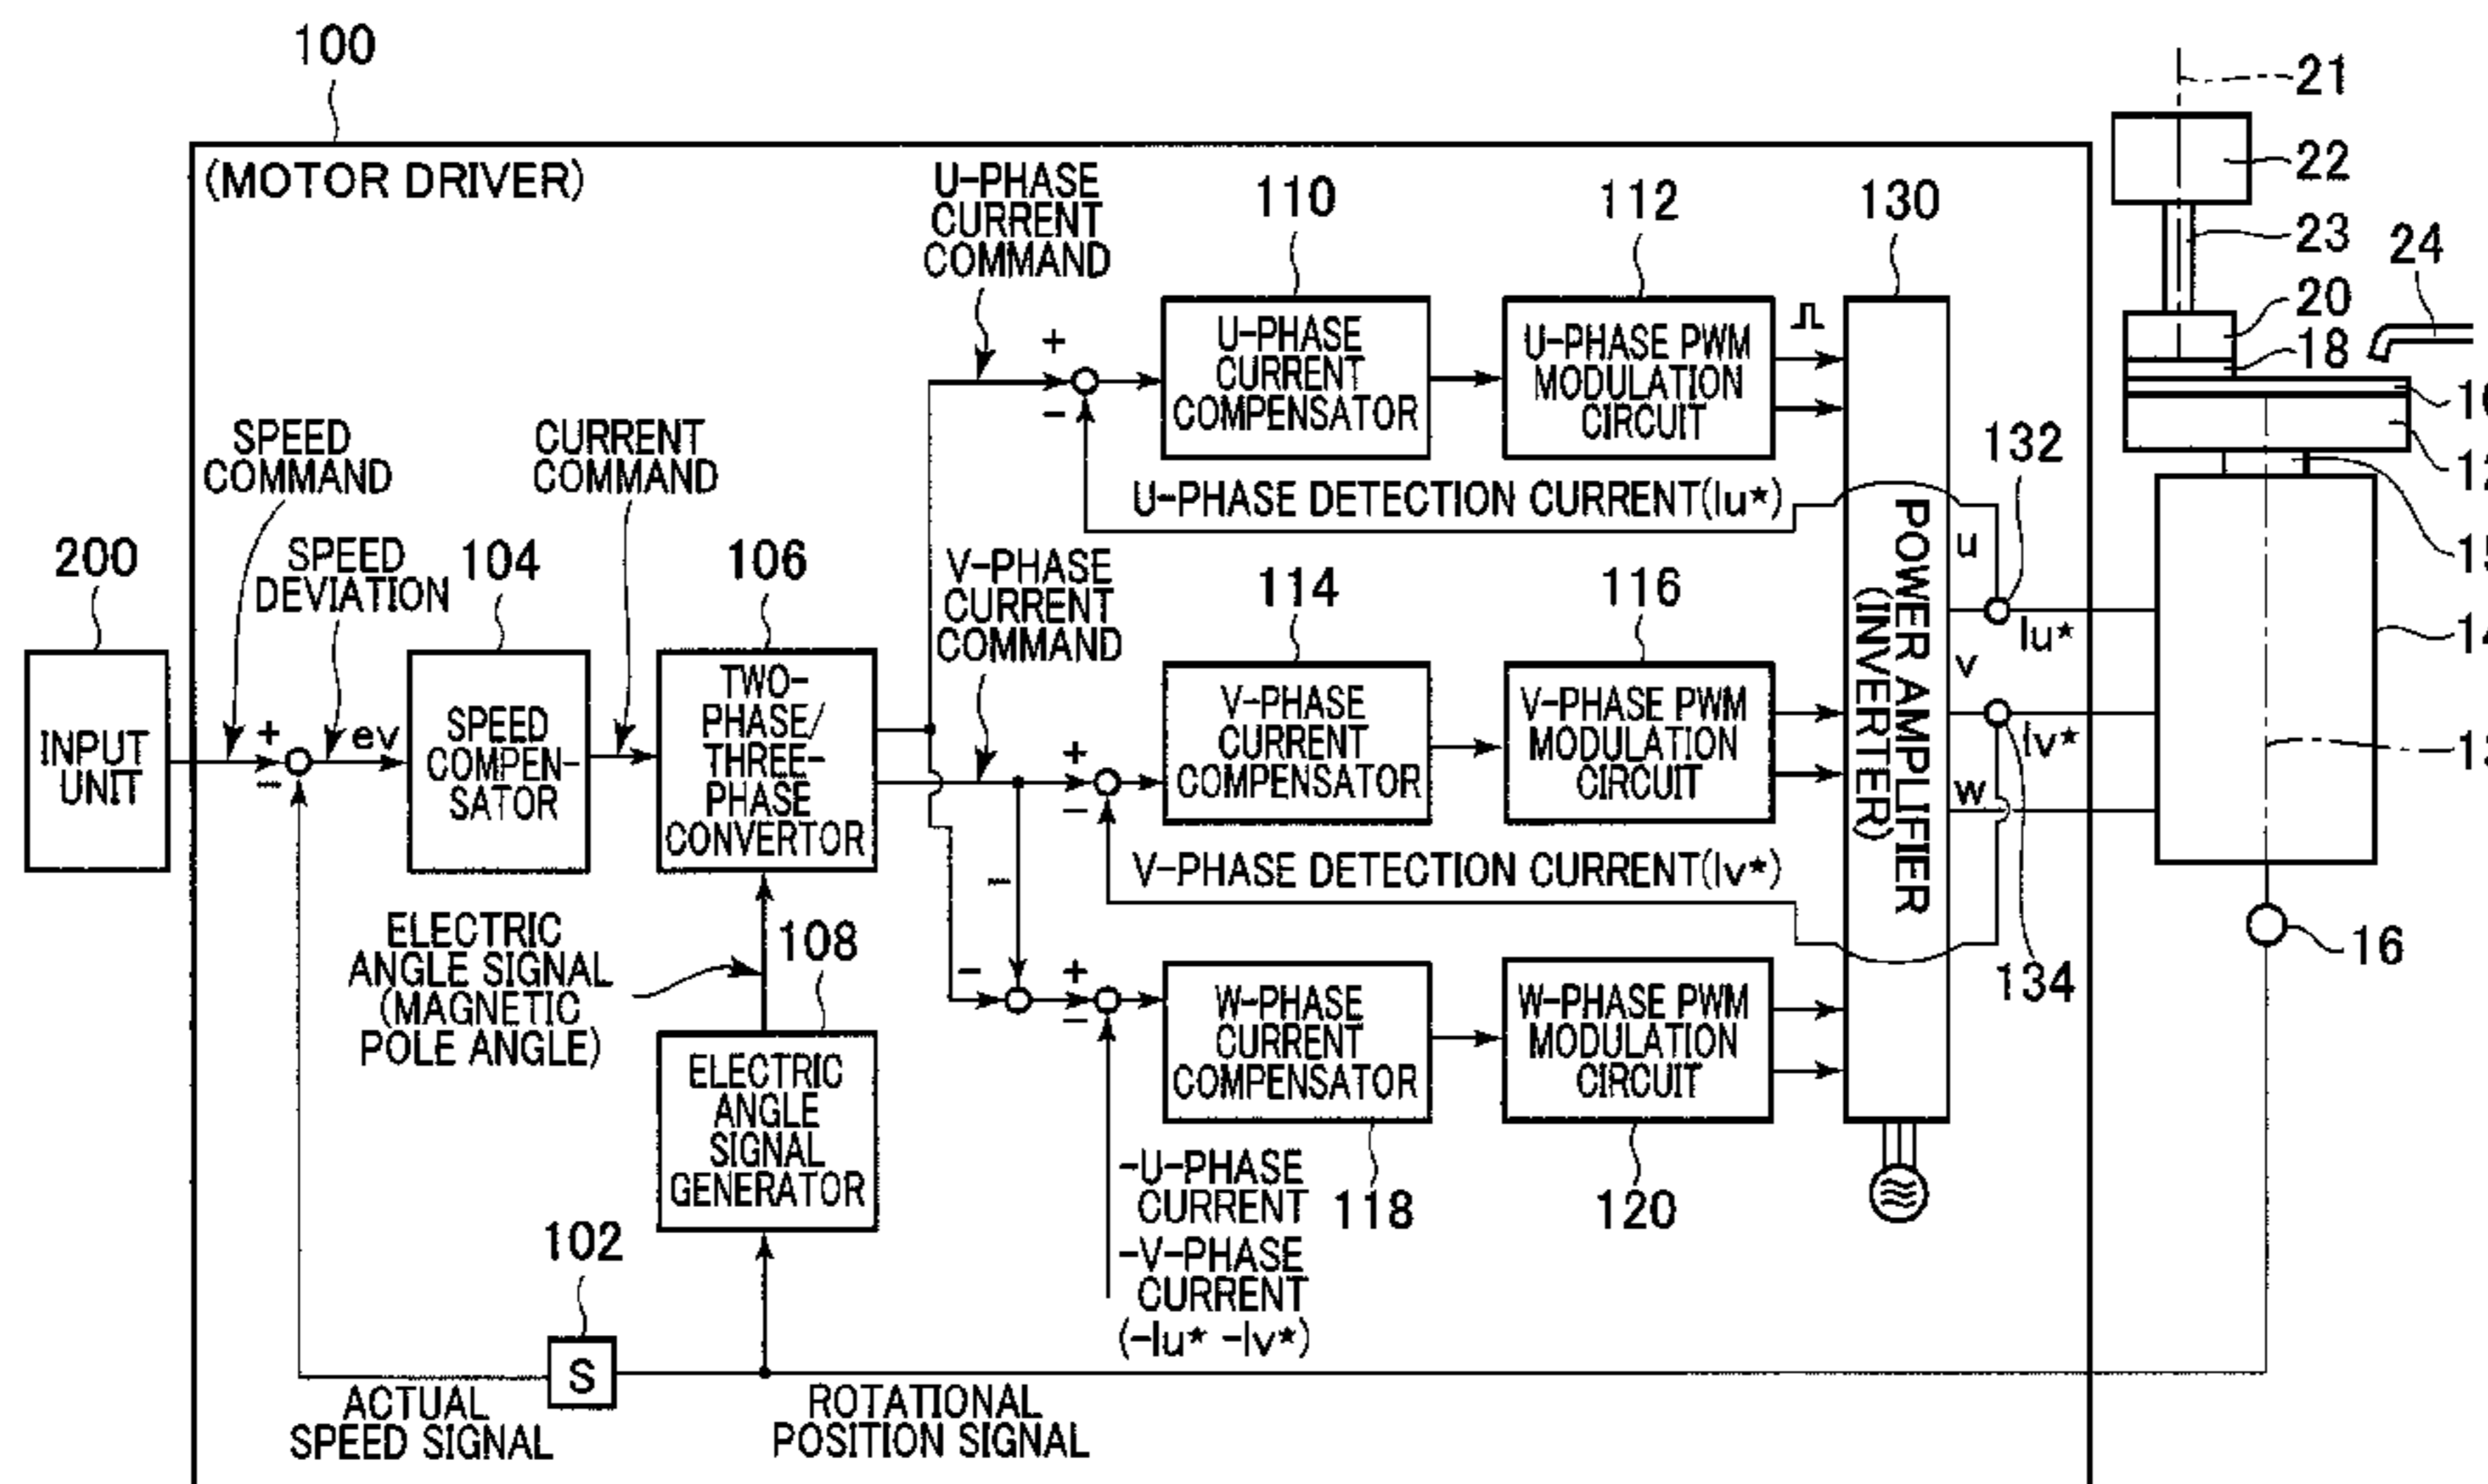 100
(MOTOR DRIVER)
U-PHASE
CURRENT
COMMAND
110
112
130
21
22
23
24
20
18
U-PHASE
CURRENT
COMPENSATOR
U-PHASE PWM
MODULATION
CIRCUIT
+
-
SPEED
COMMAND
CURRENT
COMMAND
132
U-PHASE DETECTION CURRENT(Iu*)
200
SPEED
DEVIATION
104
106
V-PHASE
CURRENT
COMMAND
114
116
POWER AMPLIFIER
(INVERTER)
u
Iu*
v
Iv*
w
INPUT
UNIT
+
-
ev
SPEED
COMPEN-
SATOR
TWO-
PHASE/
THREE-
PHASE
CONVERTOR
+
-
V-PHASE
CURRENT
COMPENSATOR
V-PHASE PWM
MODULATION
CIRCUIT
V-PHASE DETECTION CURRENT(Iv*)
-
ELECTRIC
ANGLE SIGNAL
(MAGNETIC
POLE ANGLE)
108
134
16
-
+
-
W-PHASE
CURRENT
COMPENSATOR
W-PHASE PWM
MODULATION
CIRCUIT
ELECTRIC
ANGLE
SIGNAL
GENERATOR
-U-PHASE
CURRENT
-V-PHASE
CURRENT
(-Iu* -Iv*)
118
120
102
S
ACTUAL
SPEED SIGNAL
ROTATIONAL
POSITION SIGNAL